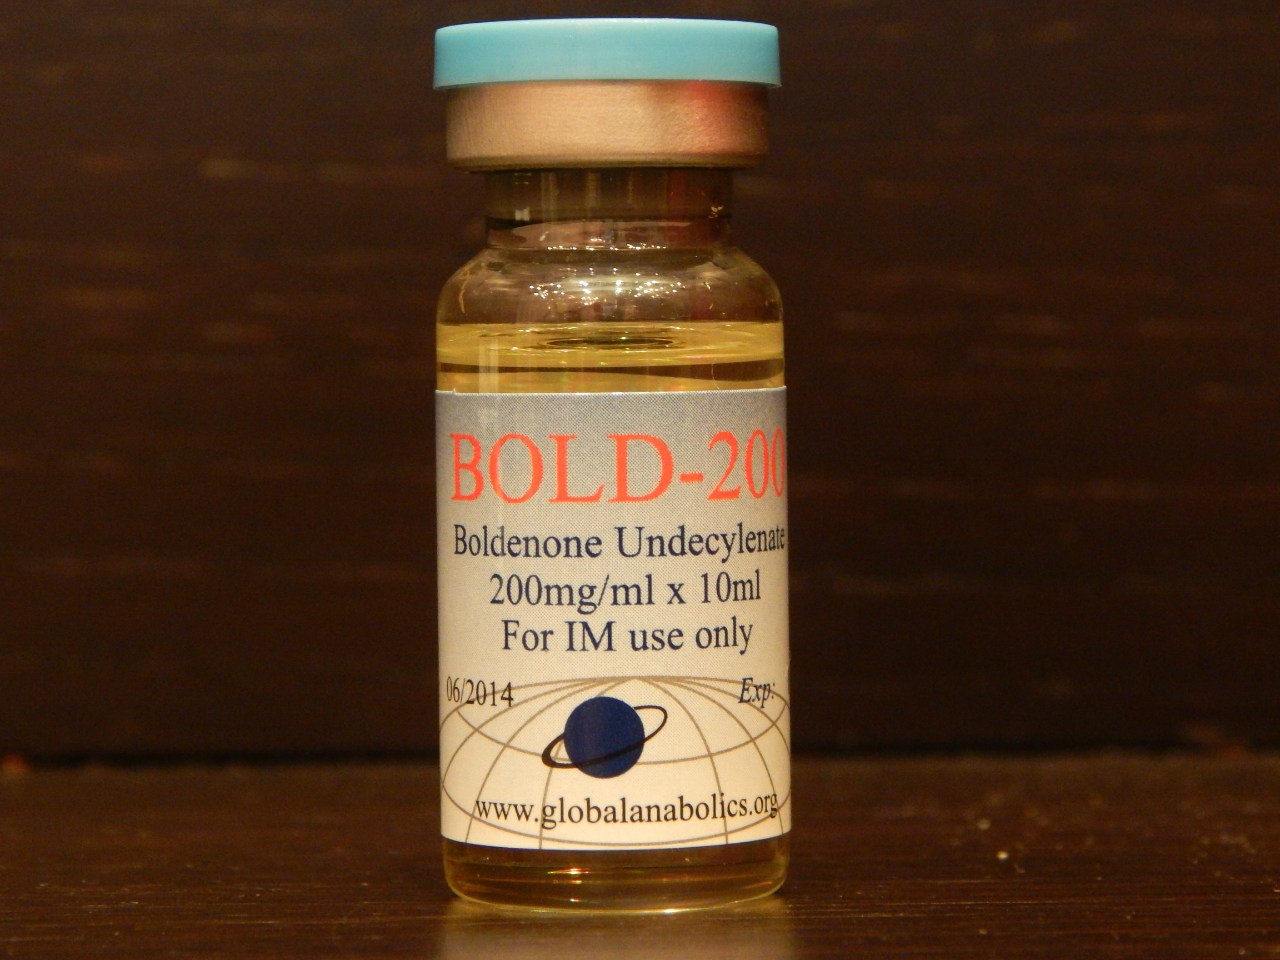 BOLD-200
Boldenone Undecylenate
200mg/ml x 10ml
For IM use only
06/2014 Exp:
www.globalanabolics.org